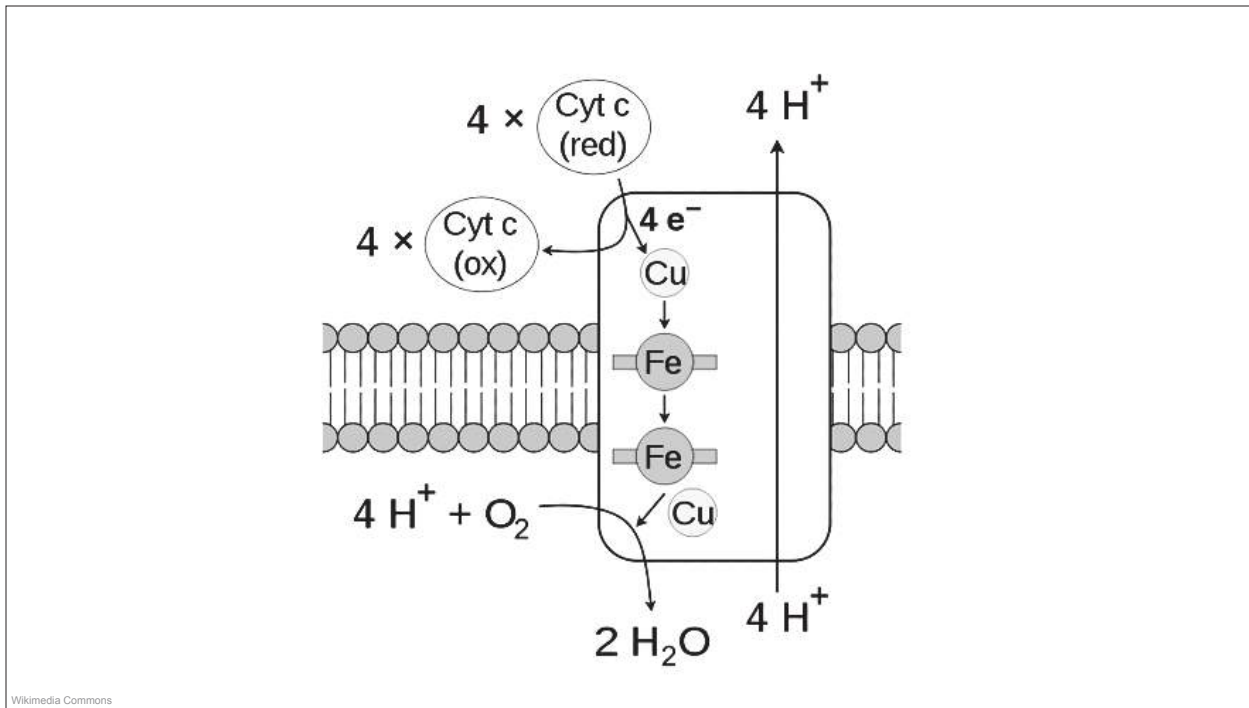 4 × Cyt c
(red)
4 H⁺
4 × Cyt c
(ox)
4 e⁻
Cu
Fe
Fe
Cu
4 H⁺ + O₂
2 H₂O
4 H⁺
Wikimedia Commons